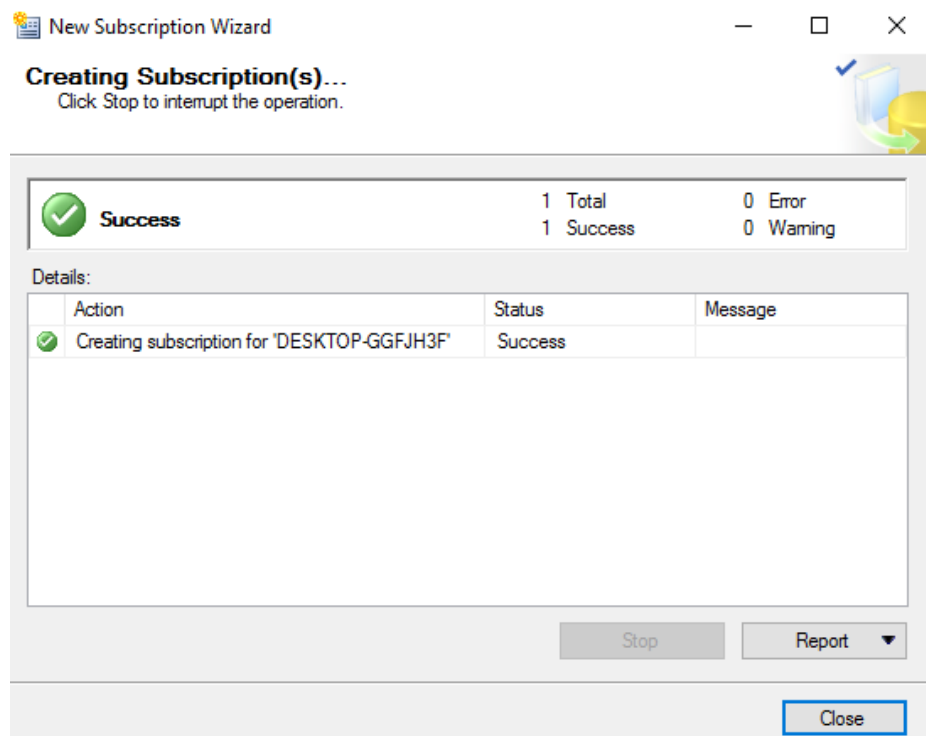 New Subscription Wizard
Creating Subscription(s)...
Click Stop to interrupt the operation.
Success
1 Total
0 Error
1 Success
0 Warning
Details:
Action Status Message
Creating subscription for 'DESKTOP-GGFJH3F' Success
Stop Report
Close